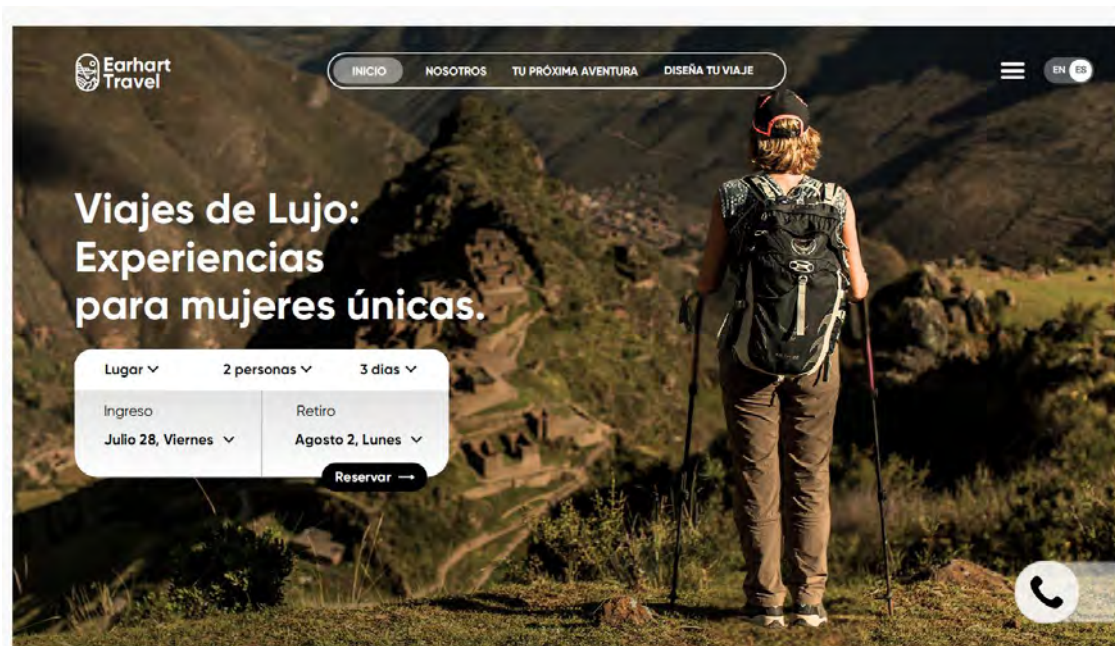 Earhart
Travel
INICIO NOSOTROS TU PRÓXIMA AVENTURA DISEÑA TU VIAJE
EN ES
Viajes de Lujo:
Experiencias
para mujeres únicas.
Lugar 2 personas 3 dias
Ingreso Retiro
Julio 28, Viernes Agosto 2, Lunes
Reservar →